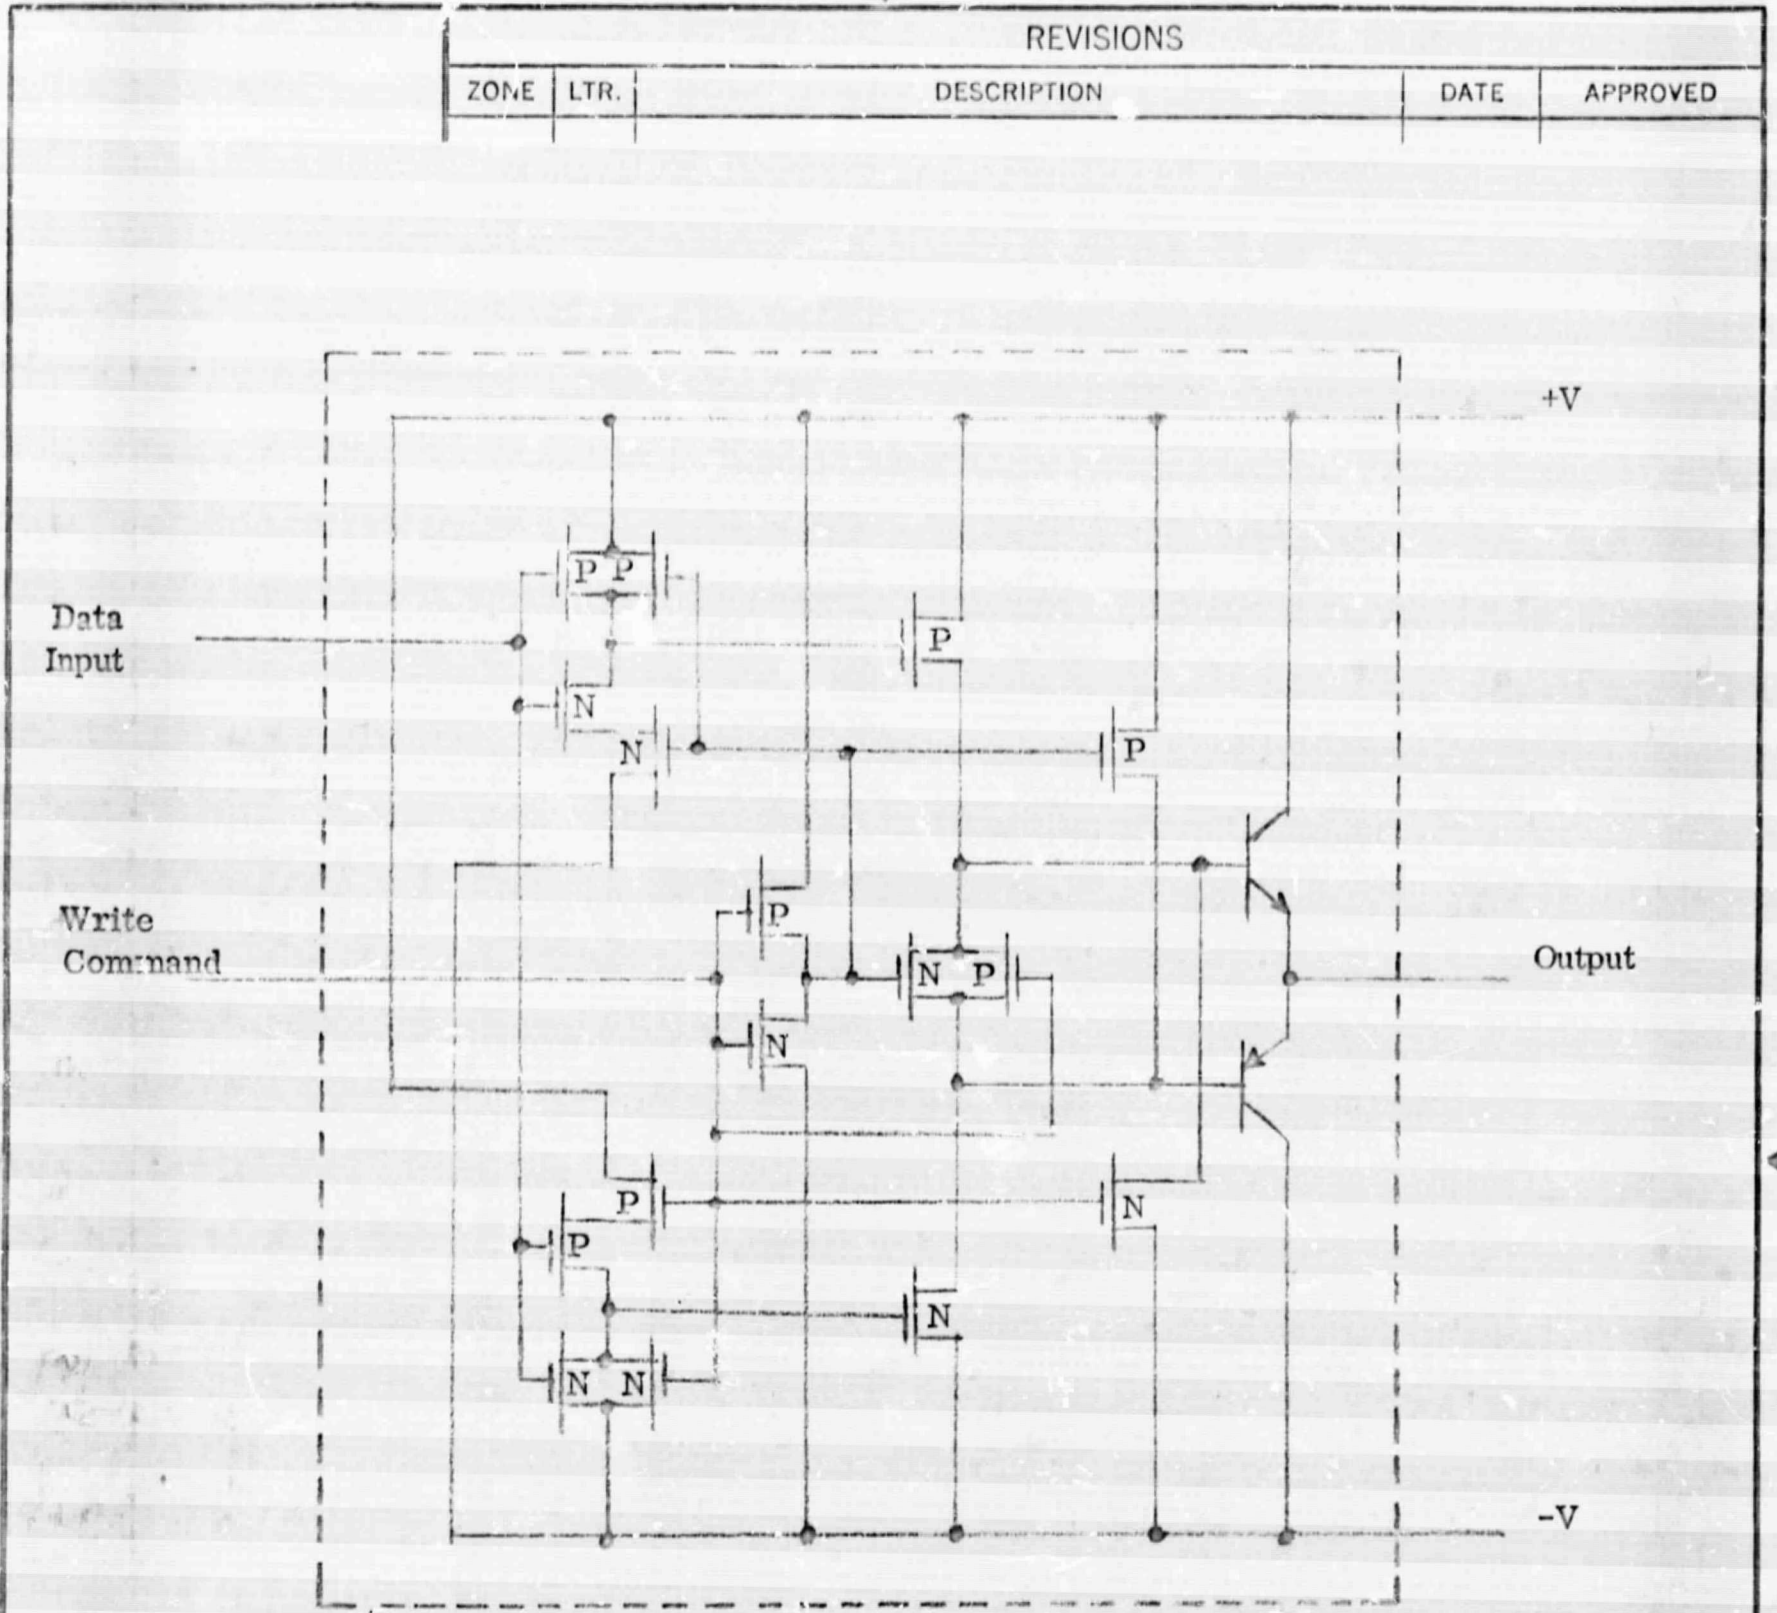 REVISIONS
ZONE LTR. DESCRIPTION DATE APPROVED
+V
P P
Data
Input
P
N
N
P
Write
Command
P
N P
Output
N
P
N
P
N
N N
-V